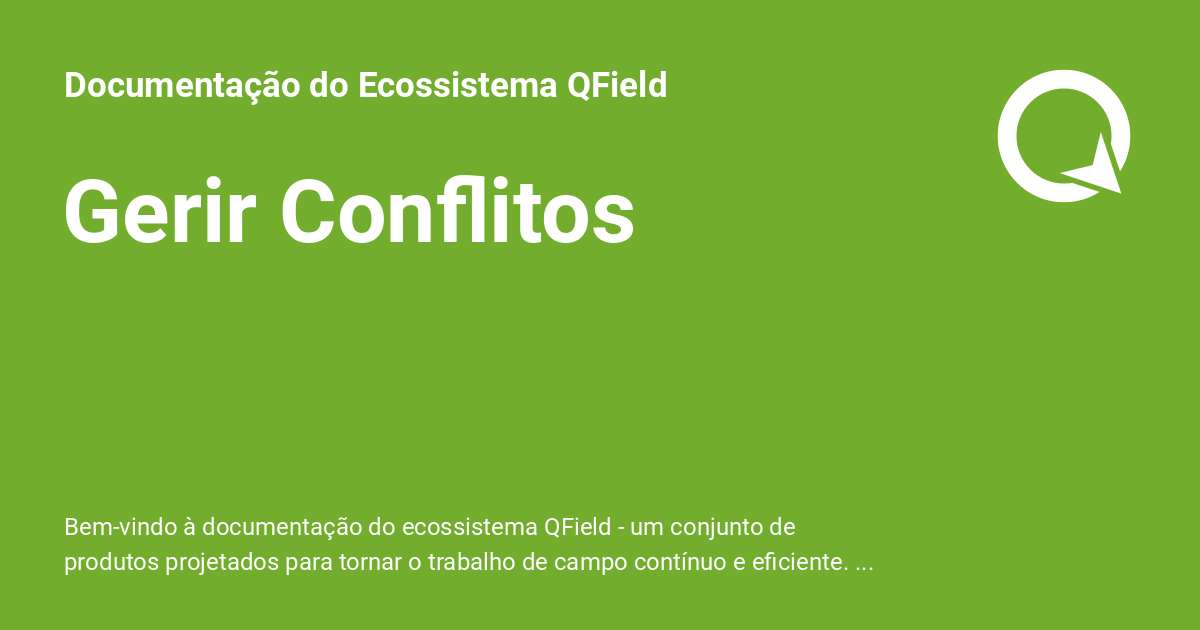 Documentação do Ecossistema QField
Gerir Conflitos
Bem-vindo à documentação do ecossistema QField - um conjunto de
produtos projetados para tornar o trabalho de campo contínuo e eficiente. ...